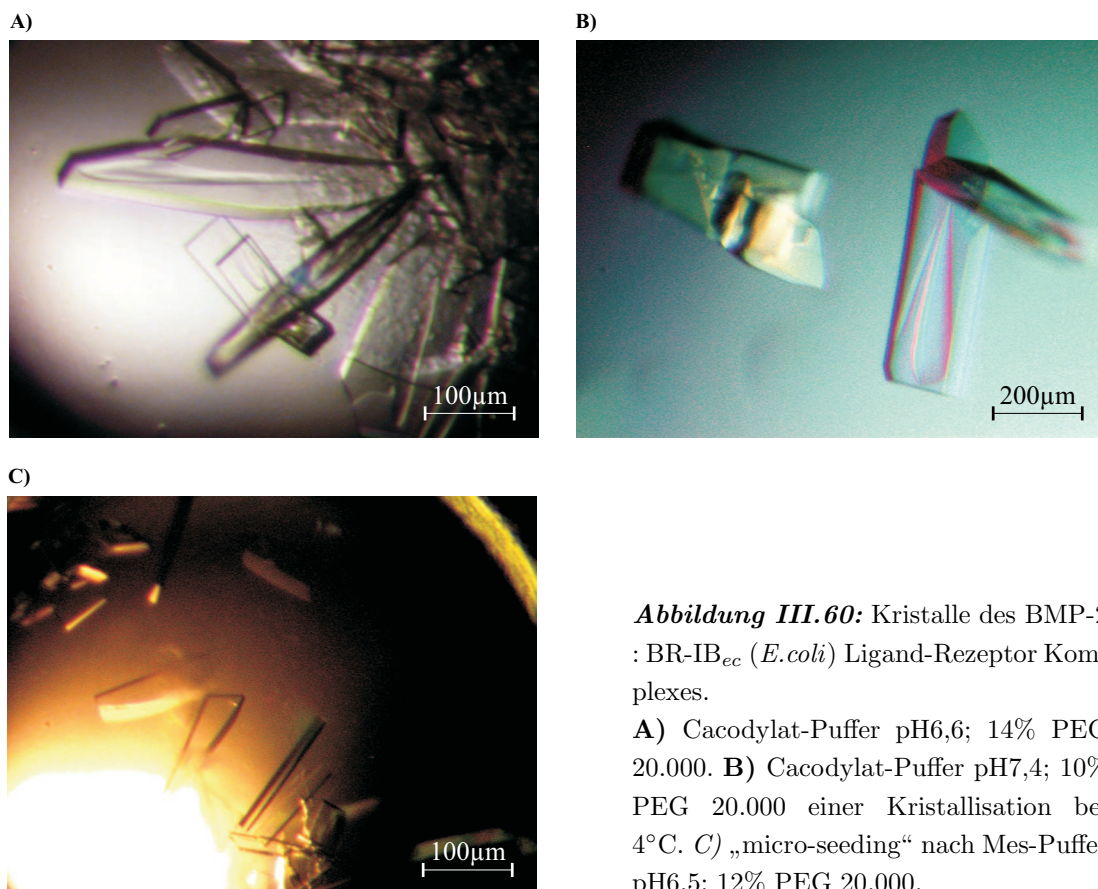 A)
B)
100µm
200µm
C)
100µm
Abbildung III.60: Kristalle des BMP-2
: BR-IBec (E.coli) Ligand-Rezeptor Kom-
plexes.
A) Cacodylat-Puffer pH6,6; 14% PEG
20.000. B) Cacodylat-Puffer pH7,4; 10%
PEG 20.000 einer Kristallisation be
4°C. C) „micro-seeding“ nach Mes-Puffe
pH6,5; 12% PEG 20.000.